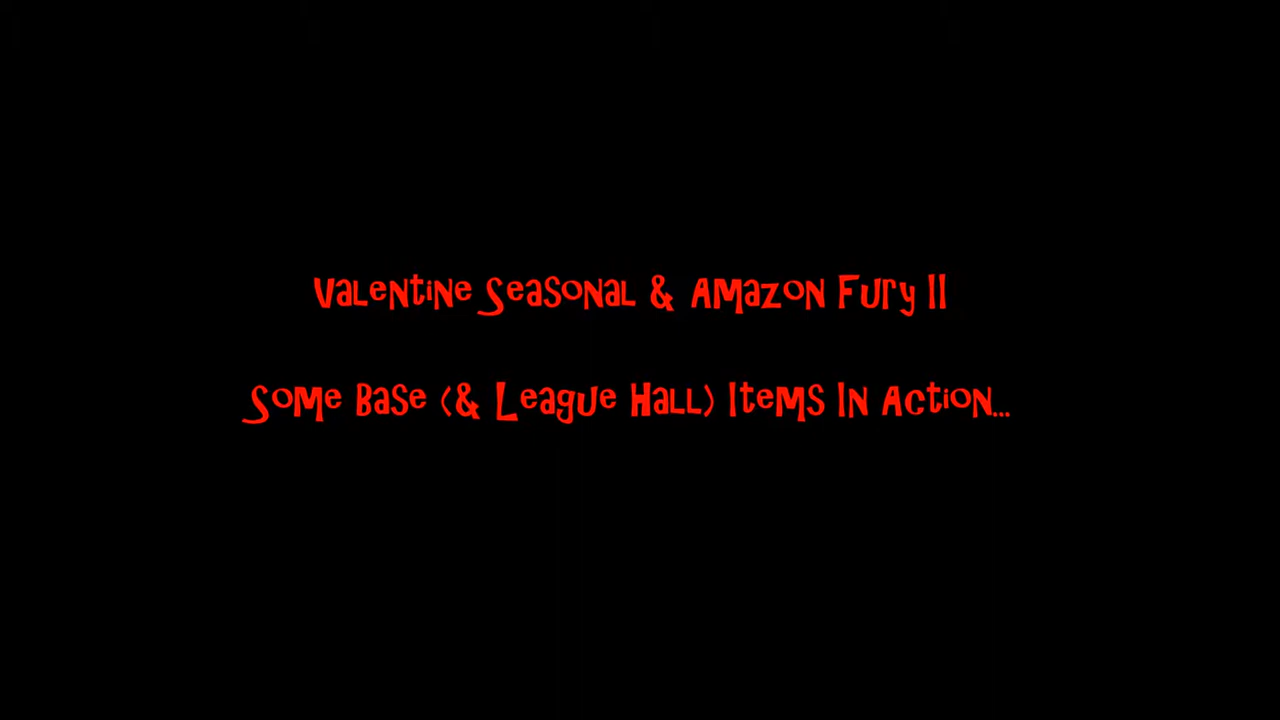 Valentine Seasonal & Amazon Fury II
Some Base (& League Hall) Items In Action...